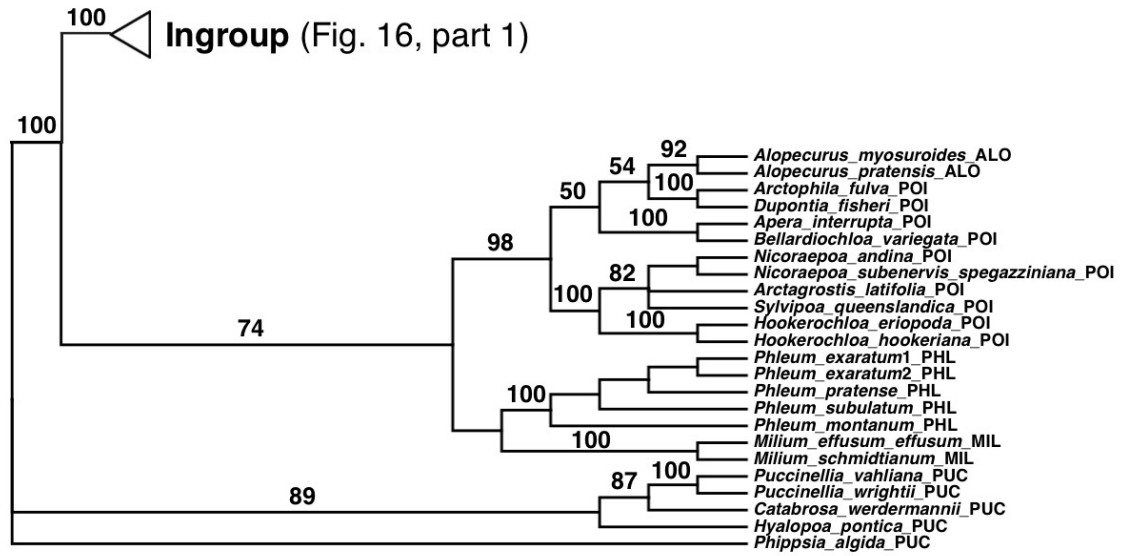 100
Ingroup (Fig. 16, part 1)
100
92
Alopecurus_myosuroides_ALO
54
Alopecurus_pratensis_ALO
100
Arctophila_fulva_POI
50
Dupontia_fisheri_POI
100
Apera_interrupta_POI
Bellardiochloa_variegata_POI
98
Nicoraepoa_andina_POI
82
Nicoraepoa_subenervis_spegazziniana_POI
100
Arctagrostis_latifolia_POI
Sylvipoa_queenslandica_POI
100
Hookerochloa_eriopoda_POI
74
Hookerochloa_hookeriana_POI
Phleum_exaratum1_PHL
Phleum_exaratum2_PHL
100
Phleum_pratense_PHL
Phleum_subulatum_PHL
Phleum_montanum_PHL
100
Milium_effusum_effusum_MIL
Milium_schmidtianum_MIL
100
Puccinellia_vahliana_PUC
87
Puccinellia_wrightii_PUC
89
Catabrosa_werdermannii_PUC
Hyalopoa_pontica_PUC
Phippsia_algida_PUC